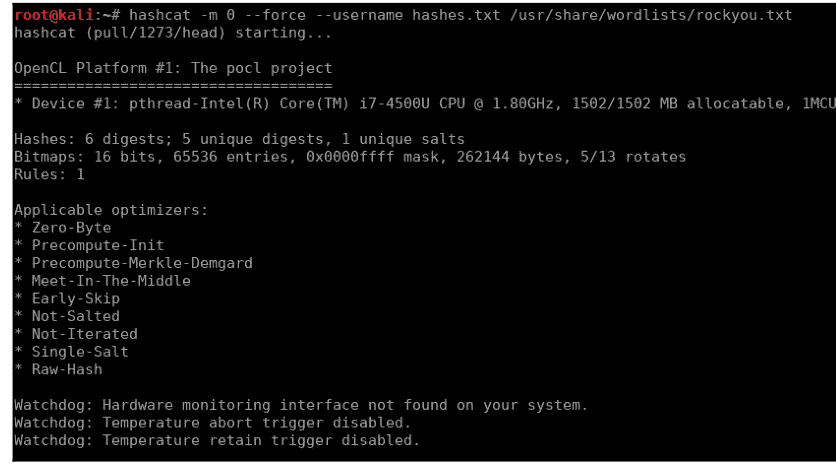 root@kali:~# hashcat -m 0 --force --username hashes.txt /usr/share/wordlists/rockyou.txt
hashcat (pull/1273/head) starting...
OpenCL Platform #1: The pocl project
====================================
* Device #1: pthread-Intel(R) Core(TM) i7-4500U CPU @ 1.80GHz, 1502/1502 MB allocatable, 1MCU
Hashes: 6 digests; 5 unique digests, 1 unique salts
Bitmaps: 16 bits, 65536 entries, 0x0000ffff mask, 262144 bytes, 5/13 rotates
Rules: 1
Applicable optimizers:
* Zero-Byte
* Precompute-Init
* Precompute-Merkle-Demgard
* Meet-In-The-Middle
* Early-Skip
* Not-Salted
* Not-Iterated
* Single-Salt
* Raw-Hash
Watchdog: Hardware monitoring interface not found on your system.
Watchdog: Temperature abort trigger disabled.
Watchdog: Temperature retain trigger disabled.